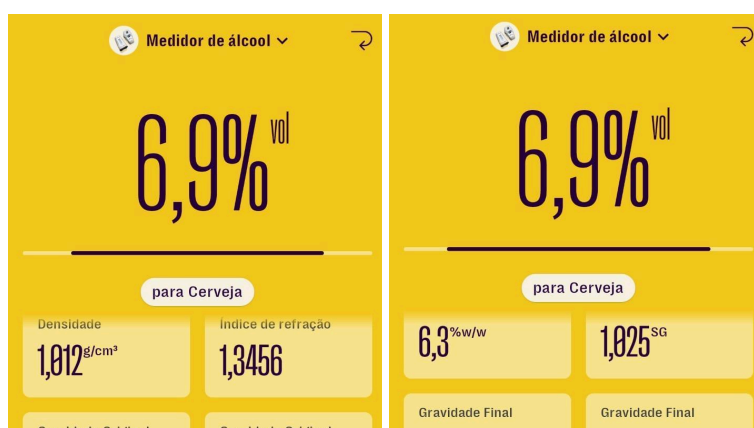 Medidor de álcool
6,9% vol
para Cerveja
Densidade
1,012 g/cm³
Índice de refração
1,3456
Medidor de álcool
6,9% vol
para Cerveja
6,3 %w/w
1,025 SG
Gravidade Final
Gravidade Final